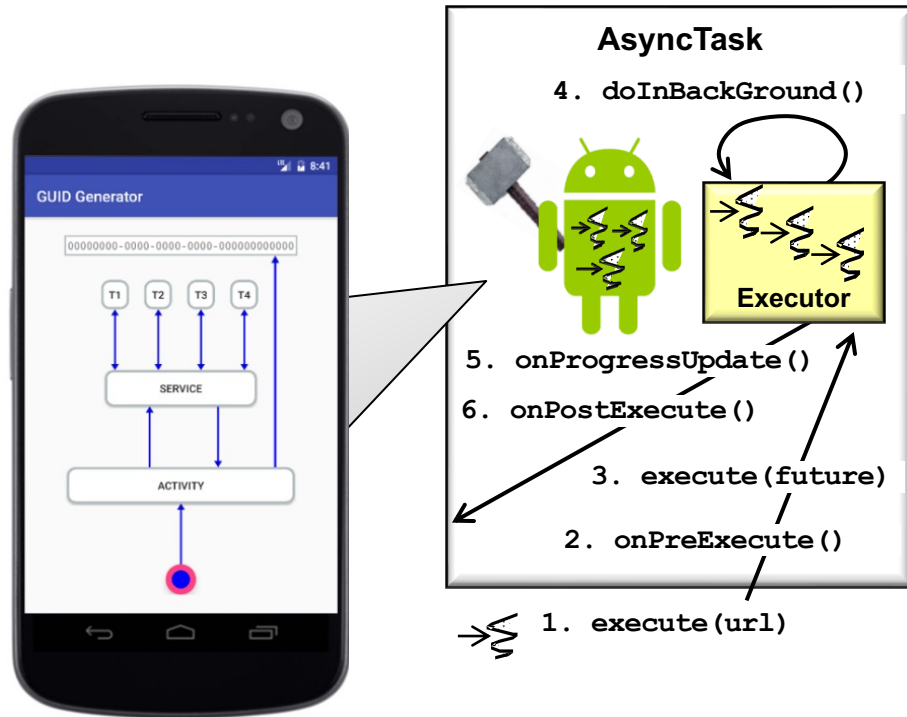 LTE 8:41
GUID Generator
00000000-0000-0000-0000-000000000000
T1 T2 T3 T4
SERVICE
ACTIVITY
AsyncTask
4. doInBackGround()
Executor
5. onProgressUpdate()
6. onPostExecute()
3. execute(future)
2. onPreExecute()
1. execute(url)